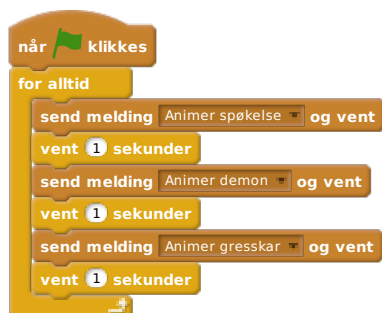 når klikkes
for alltid
send melding Animer spøkelse og vent
vent 1 sekunder
send melding Animer demon og vent
vent 1 sekunder
send melding Animer gresskar og vent
vent 1 sekunder